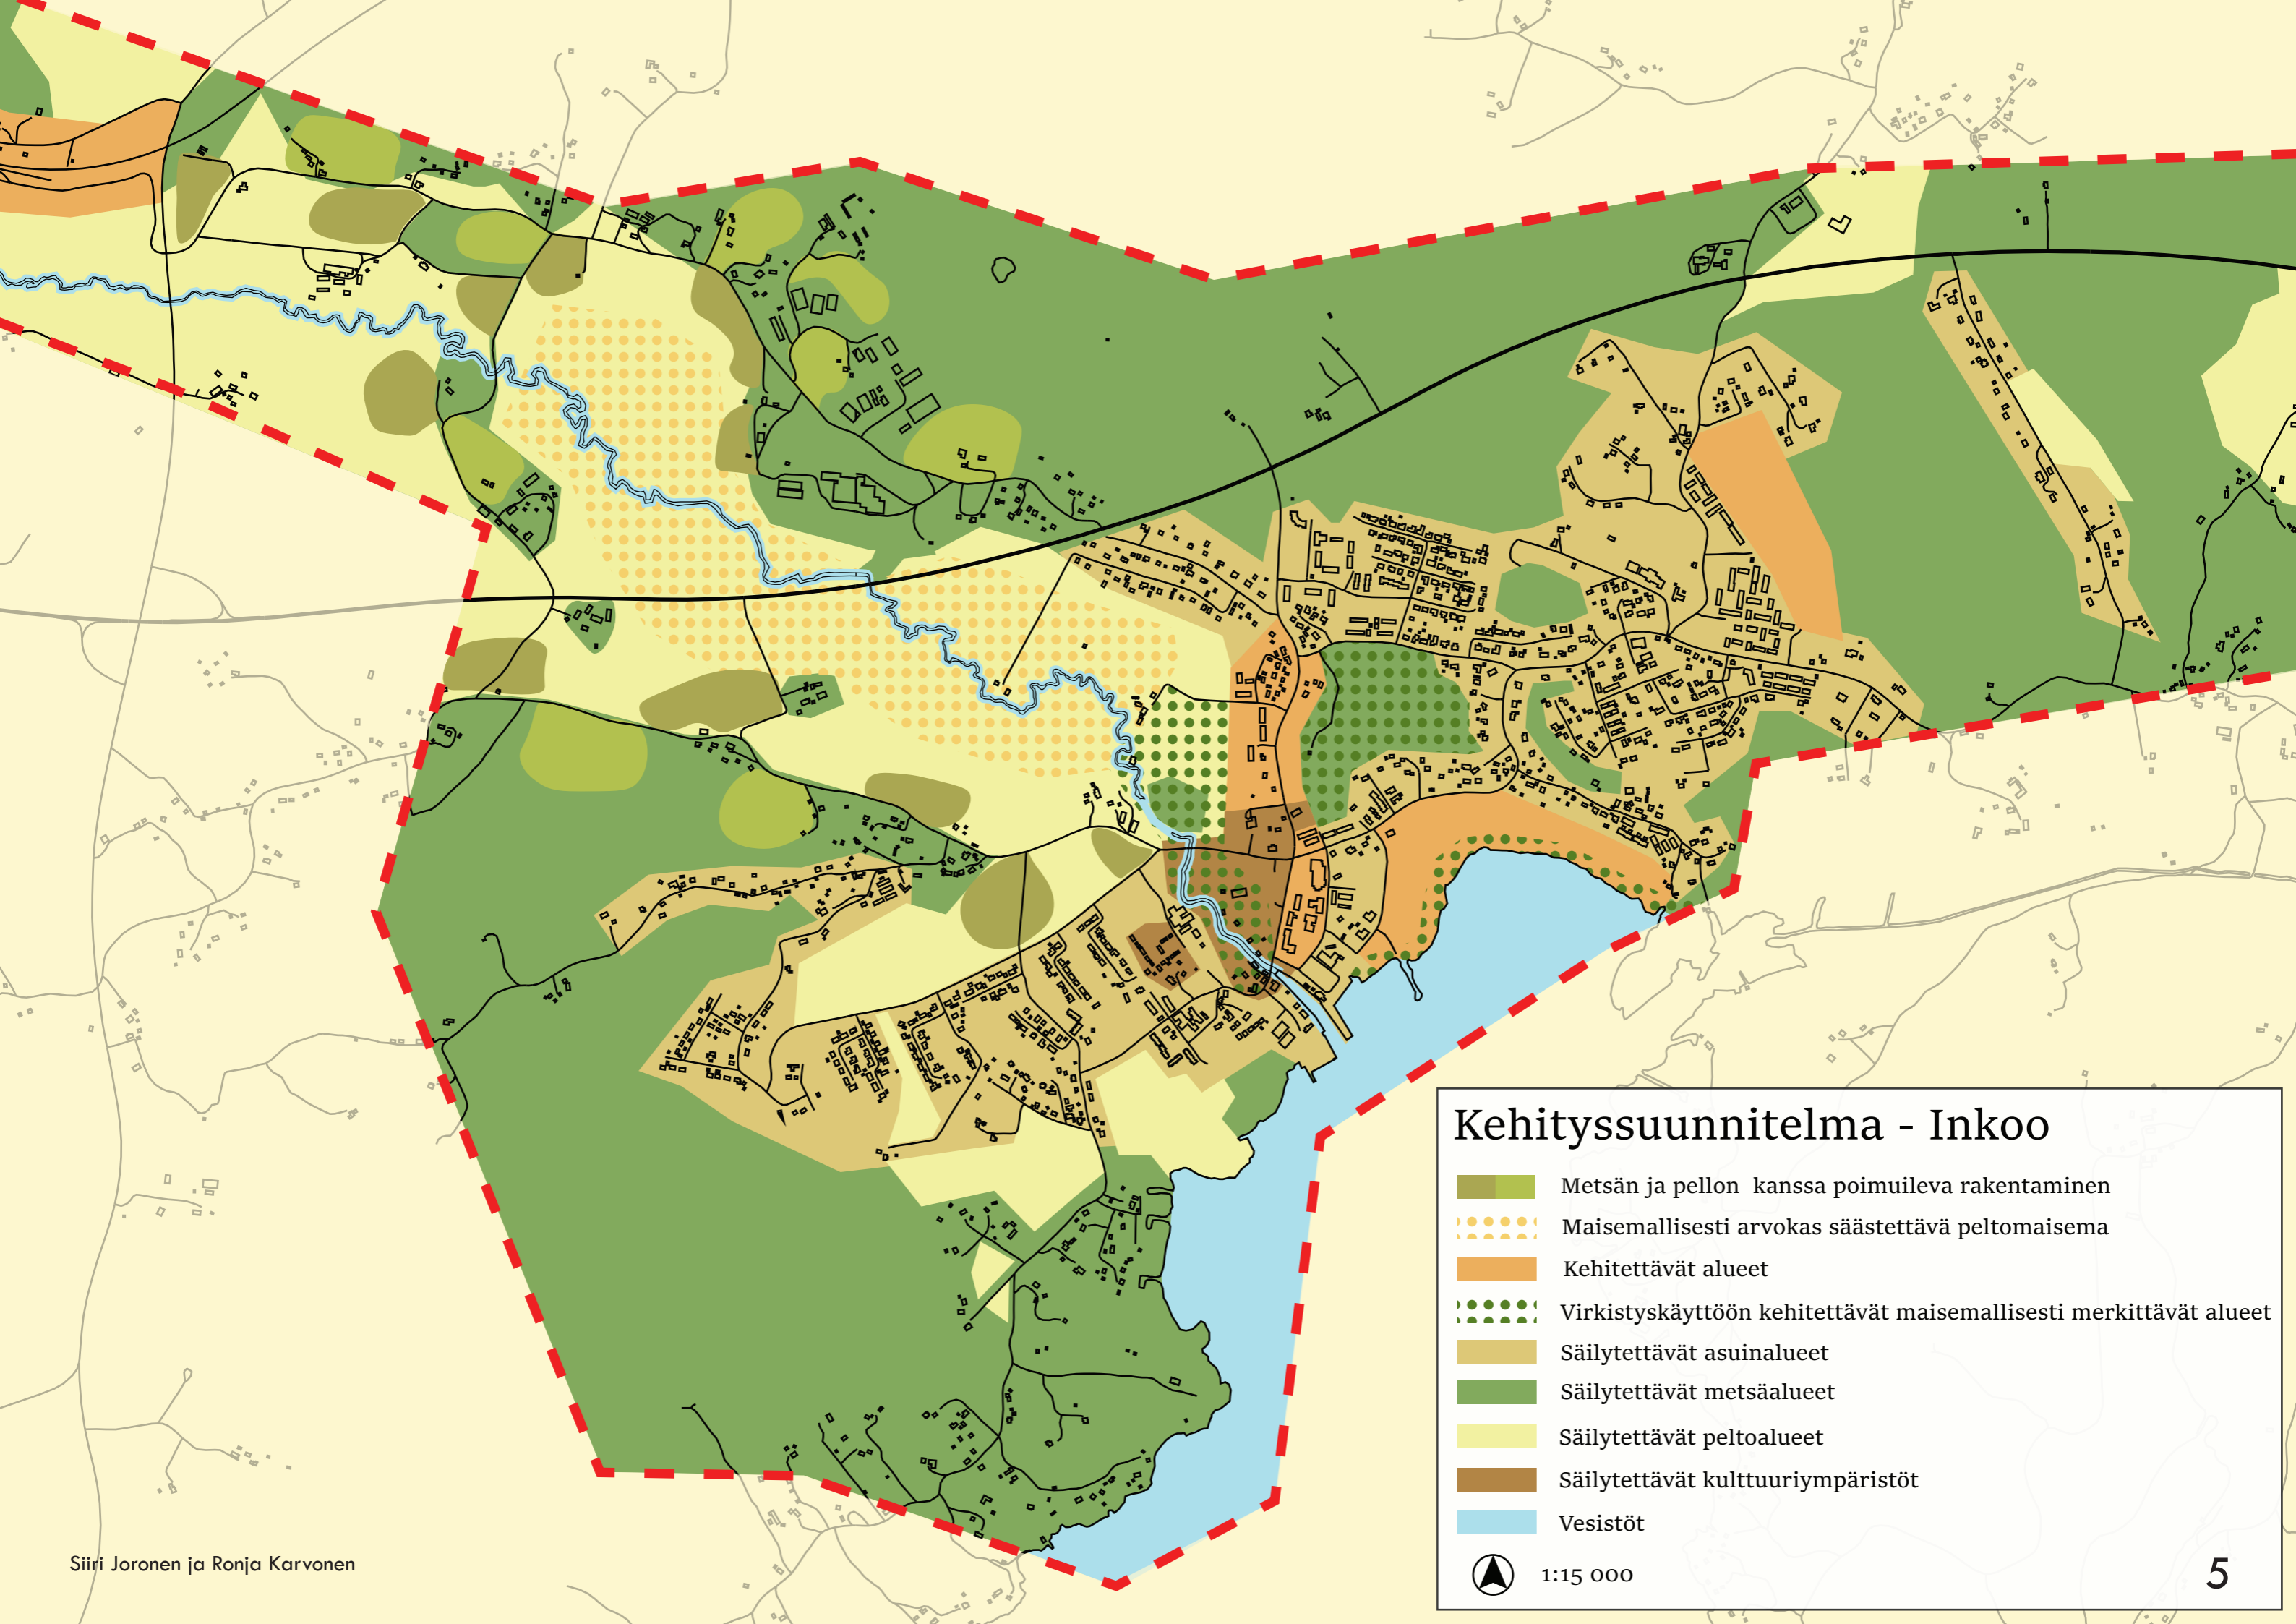 Kehityssuunnitelma - Inkoo
Metsän ja pellon kanssa poimuileva rakentaminen
Maisemallisesti arvokas säästettävä peltomaisema
Kehitettävät alueet
Virkistyskäyttöön kehitettävät maisemallisesti merkittävät alueet
Säilytettävät asuinalueet
Säilytettävät metsäalueet
Säilytettävät peltoalueet
Säilytettävät kulttuuriympäristöt
Vesistöt
1:15 000
5
Siiri Joronen ja Ronja Karvonen